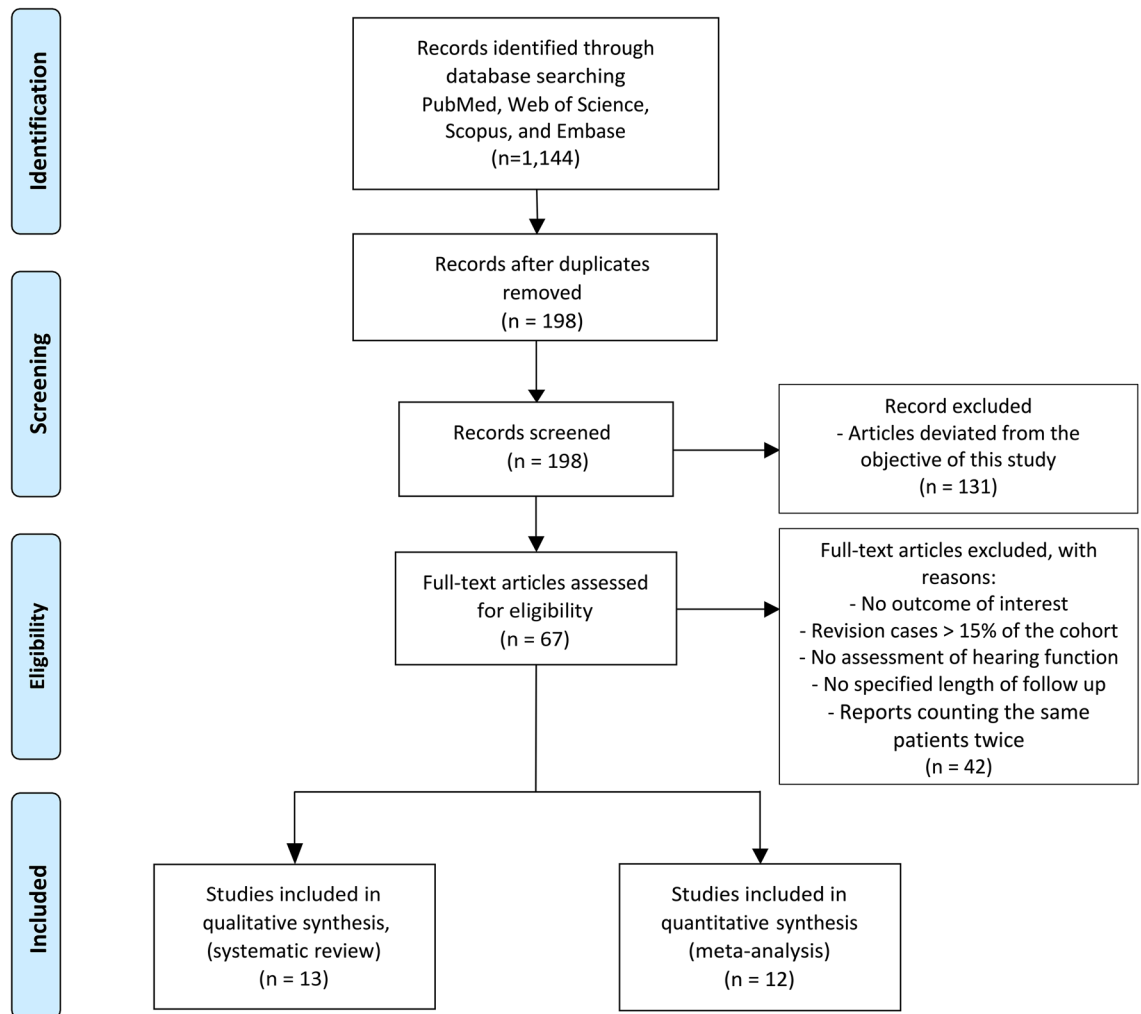 Identification
Records identified through
database searching
PubMed, Web of Science,
Scopus, and Embase
(n=1,144)
Records after duplicates
removed
(n = 198)
Screening
Records screened
(n = 198)
Record excluded
- Articles deviated from the
objective of this study
(n = 131)
Eligibility
Full-text articles assessed
for eligibility
(n = 67)
Full-text articles excluded, with
reasons:
- No outcome of interest
- Revision cases > 15% of the cohort
- No assessment of hearing function
- No specified length of follow up
- Reports counting the same
patients twice
(n = 42)
Included
Studies included in
qualitative synthesis,
(systematic review)
(n = 13)
Studies included in
quantitative synthesis
(meta-analysis)
(n = 12)